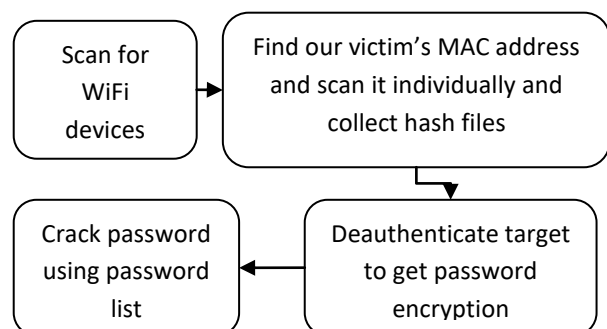 Scan for
WiFi
devices
Find our victim's MAC address
and scan it individually and
collect hash files
Deauthenticate target
to get password
encryption
Crack password
using password
list